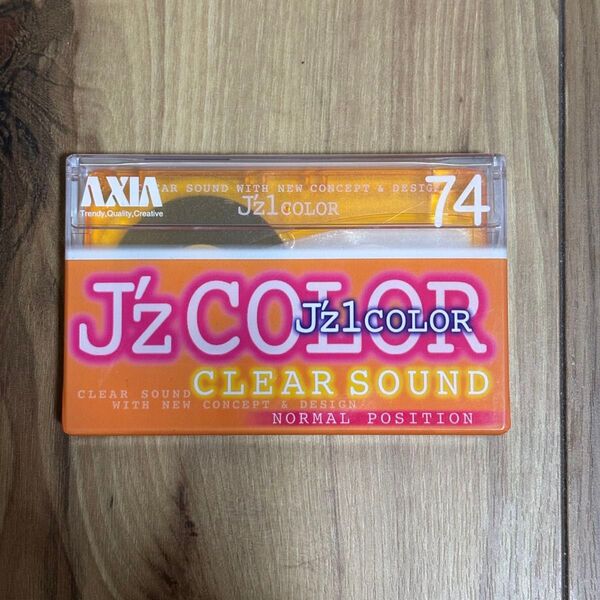 AXIA
Trendy,Quality,Creative
EAR SOUND WITH NEW CONCEPT & DESIGN
J'z1COLOR
74
J'zCOLOR
J'z1COLOR
CLEAR SOUND
CLEAR SOUND
WITH NEW CONCEPT & DESIGN
NORMAL POSITION